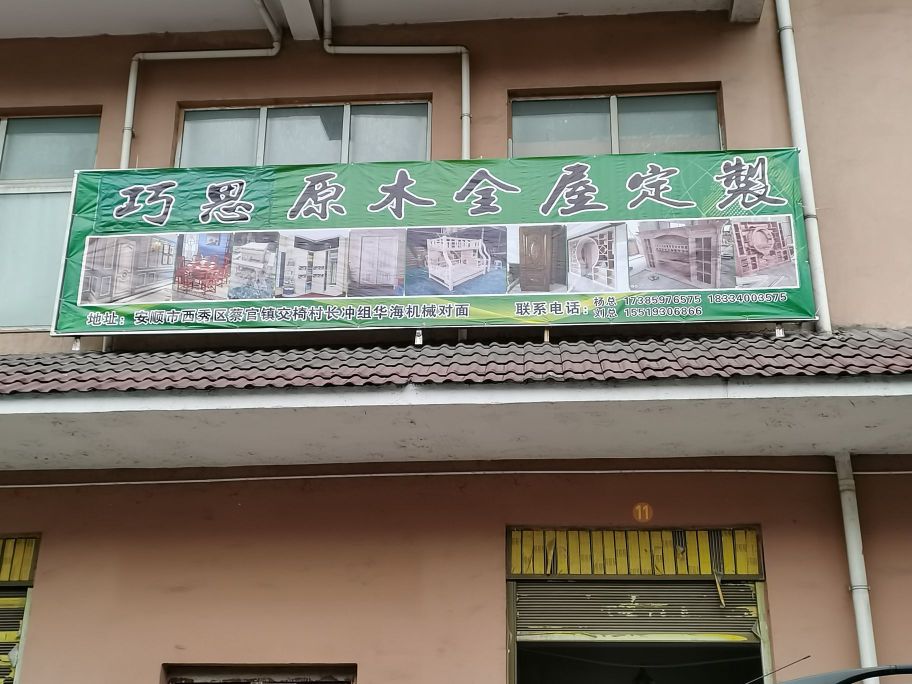 巧思 原木全屋定製
地址：安顺市西秀区寨官镇交椅村长冲组华海机械对面
联系电话：杨总 17385976575 18334003575
刘总 15519306866
11